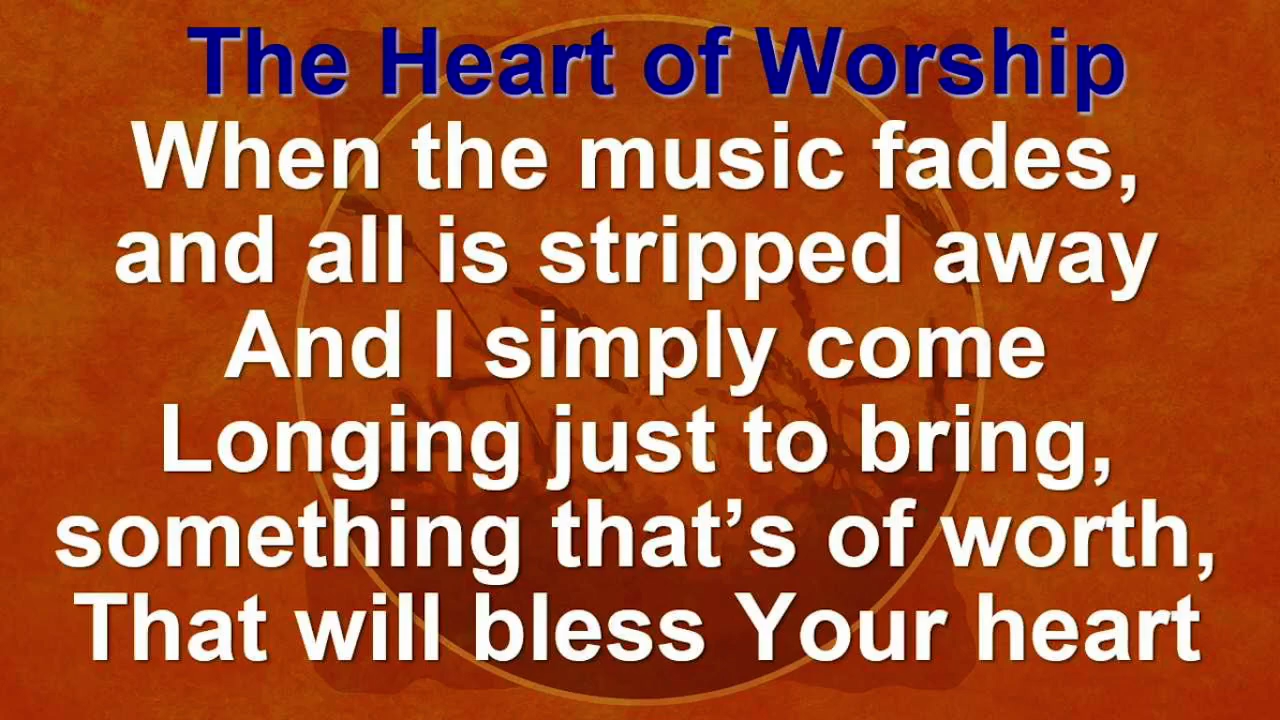 The Heart of Worship
When the music fades,
and all is stripped away
And I simply come
Longing just to bring,
something that’s of worth,
That will bless Your heart